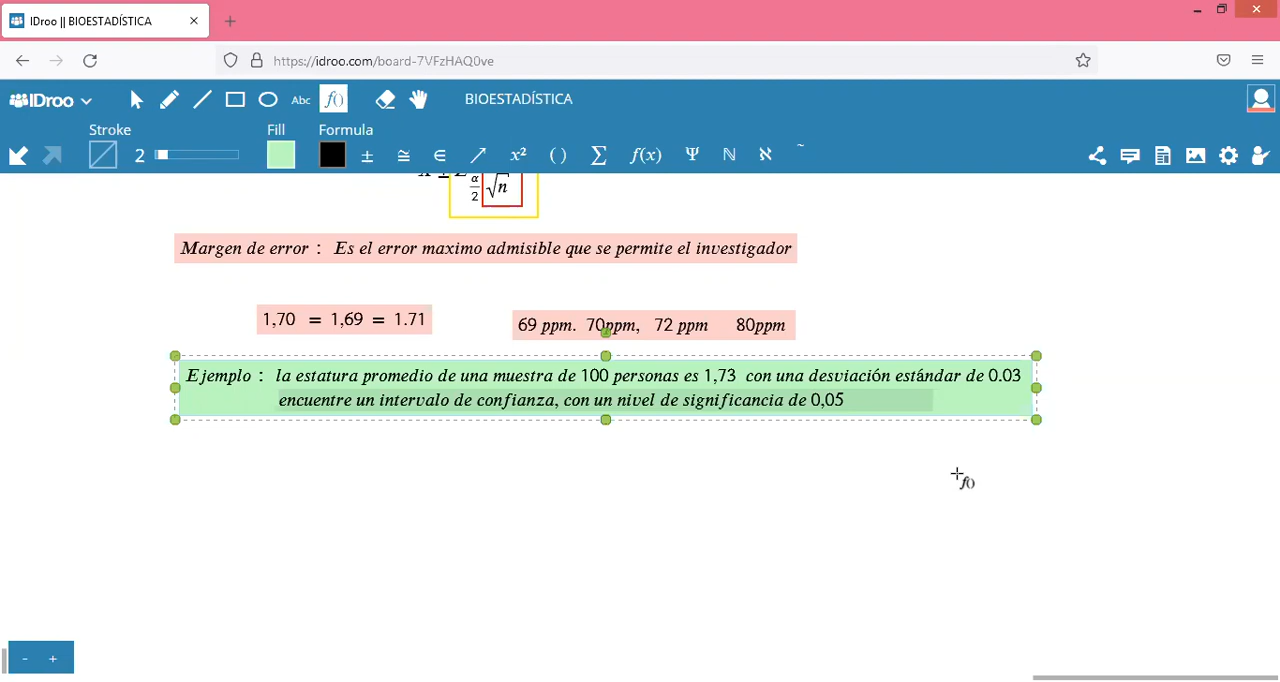 IDroo || BIOESTADÍSTICA
https://idroo.com/board-7VFzHAQ0ve
IDroo
Abc
f()
BIOESTADÍSTICA
Stroke
Fill
Formula
2
± ≅ ∈ x² ( ) ∑ f(x) Ψ ℕ ℵ ~
α
2
√n
Margen de error : Es el error maximo admisible que se permite el investigador
1,70 = 1,69 = 1.71
69 ppm. 70ppm, 72 ppm 80ppm
Ejemplo : la estatura promedio de una muestra de 100 personas es 1,73 con una desviación estándar de 0.03
encuentre un intervalo de confianza, con un nivel de significancia de 0,05
f()
- +